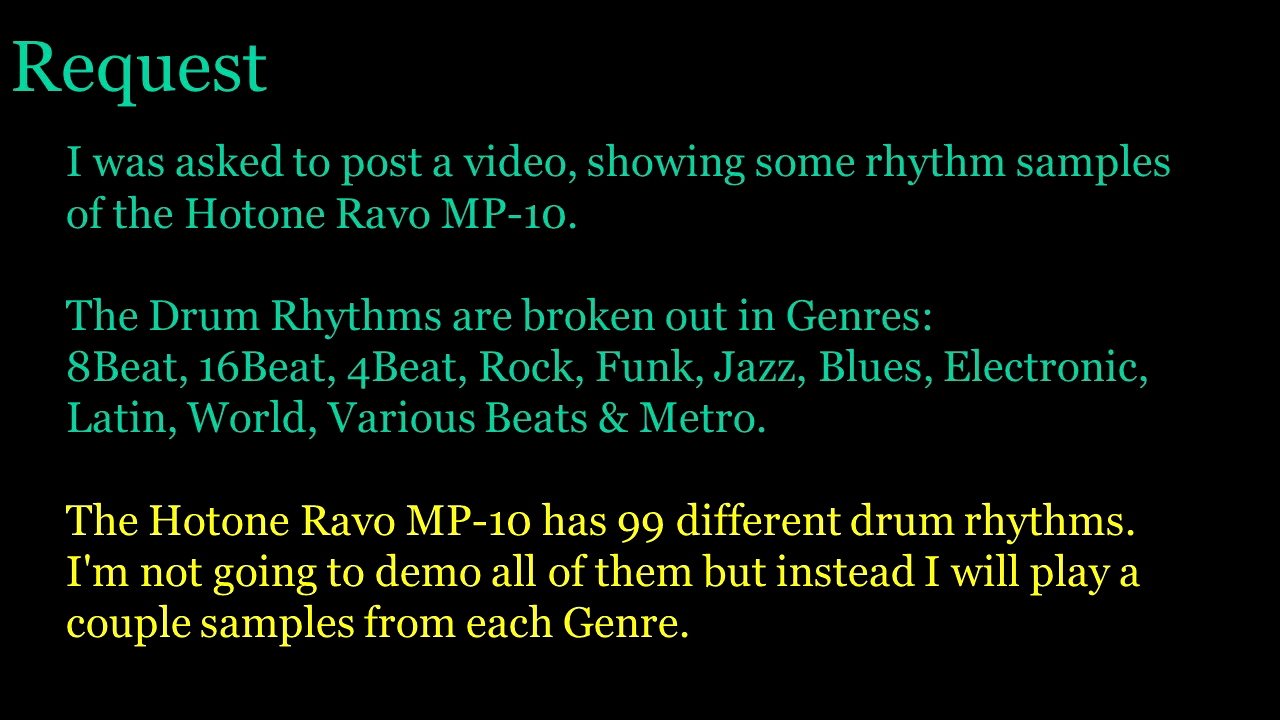 Request
I was asked to post a video, showing some rhythm samples
of the Hotone Ravo MP-10.
The Drum Rhythms are broken out in Genres:
8Beat, 16Beat, 4Beat, Rock, Funk, Jazz, Blues, Electronic,
Latin, World, Various Beats & Metro.
The Hotone Ravo MP-10 has 99 different drum rhythms.
I'm not going to demo all of them but instead I will play a
couple samples from each Genre.